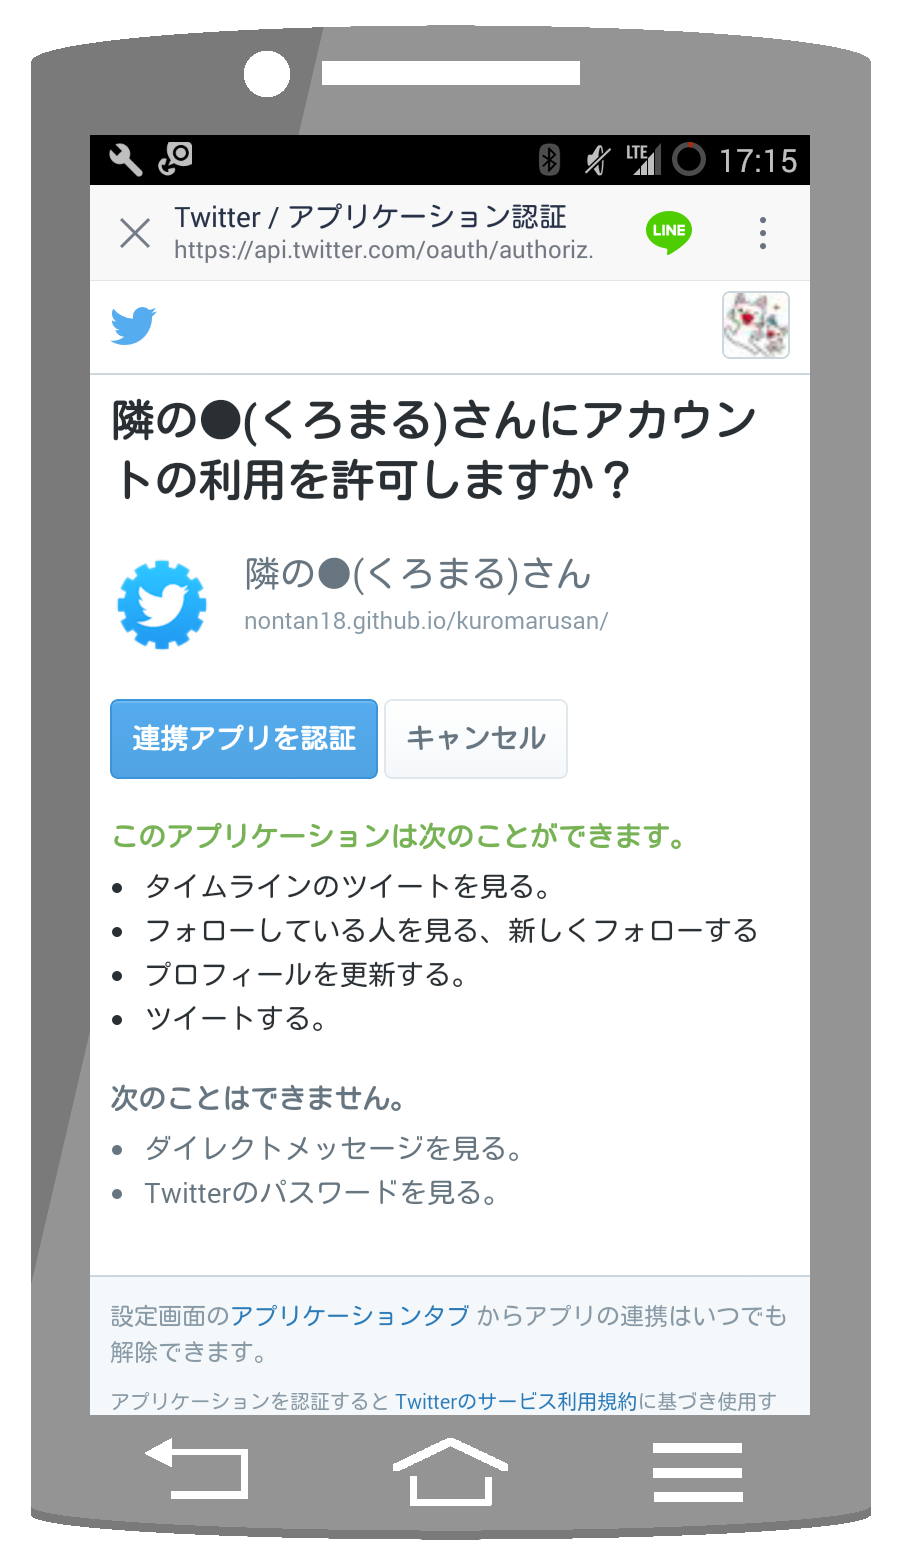 LTE 17:15
Twitter / アプリケーション認証
https://api.twitter.com/oauth/authoriz.
LINE
隣の●(くろまる)さんにアカウン
トの利用を許可しますか？
隣の●(くろまる)さん
nontan18.github.io/kuromarusan/
連携アプリを認証 キャンセル
このアプリケーションは次のことができます。
• タイムラインのツイートを見る。
• フォローしている人を見る、新しくフォローする
• プロフィールを更新する。
• ツイートする。
次のことはできません。
• ダイレクトメッセージを見る。
• Twitterのパスワードを見る。
設定画面のアプリケーションタブ からアプリの連携はいつでも
解除できます。
アプリケーションを認証すると Twitterのサービス利用規約に基づき使用す